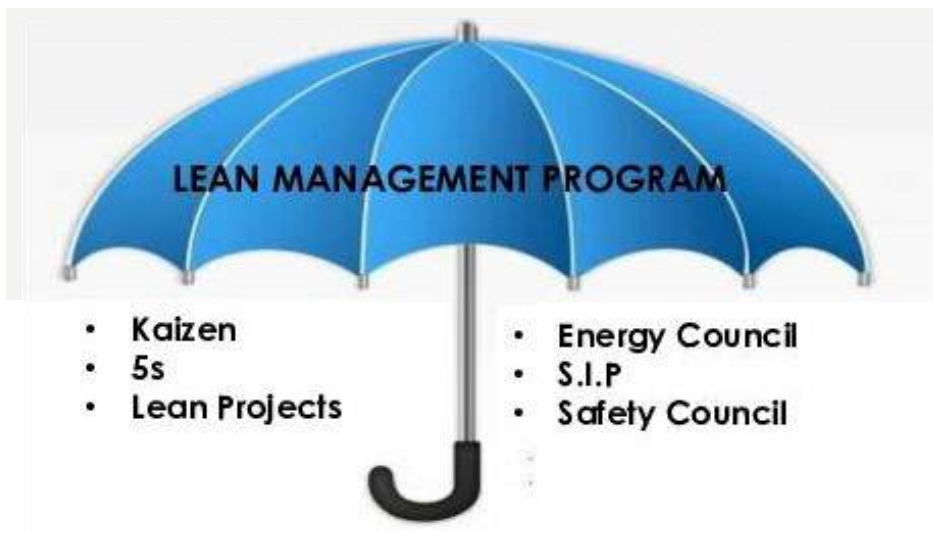 LEAN MANAGEMENT PROGRAM
• Kaizen
• 5s
• Lean Projects
• Energy Council
• S.I.P
• Safety Council